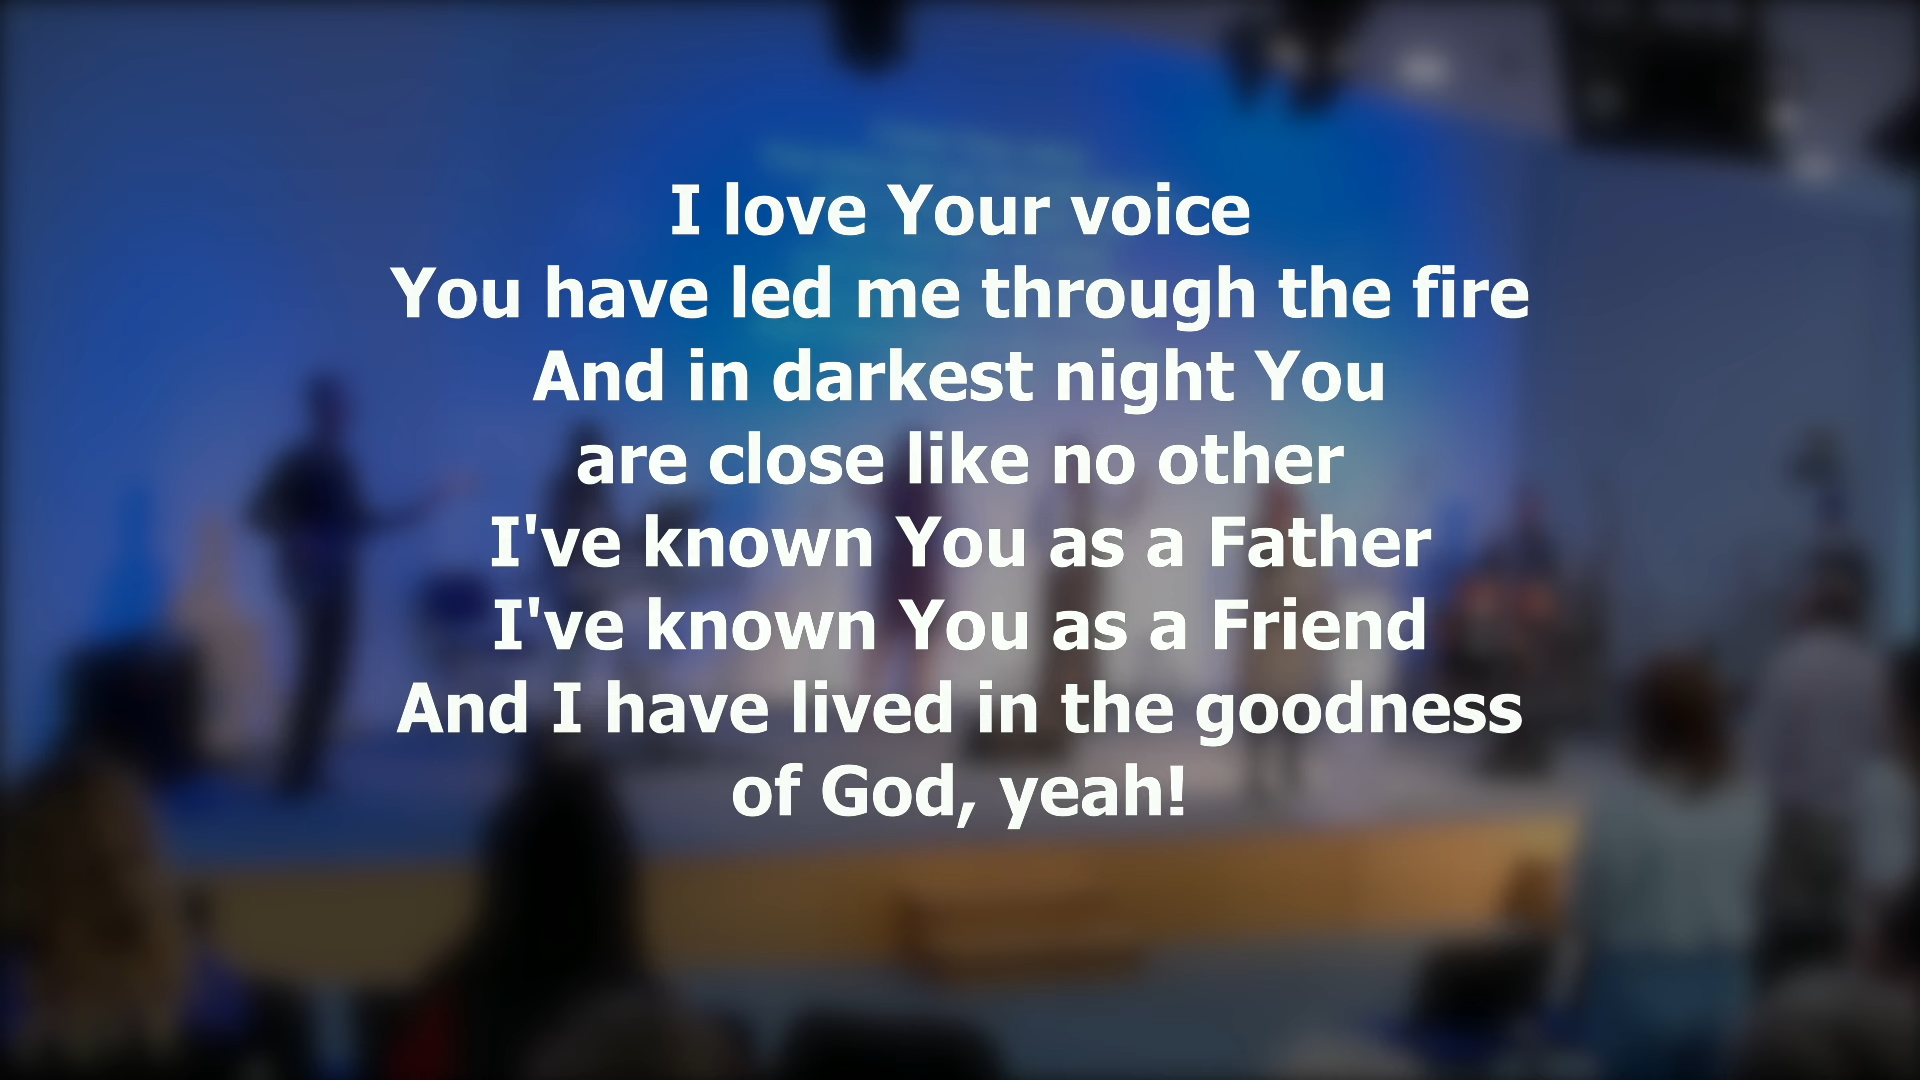 I love Your voice
You have led me through the fire
And in darkest night You
are close like no other
I've known You as a Father
I've known You as a Friend
And I have lived in the goodness
of God, yeah!